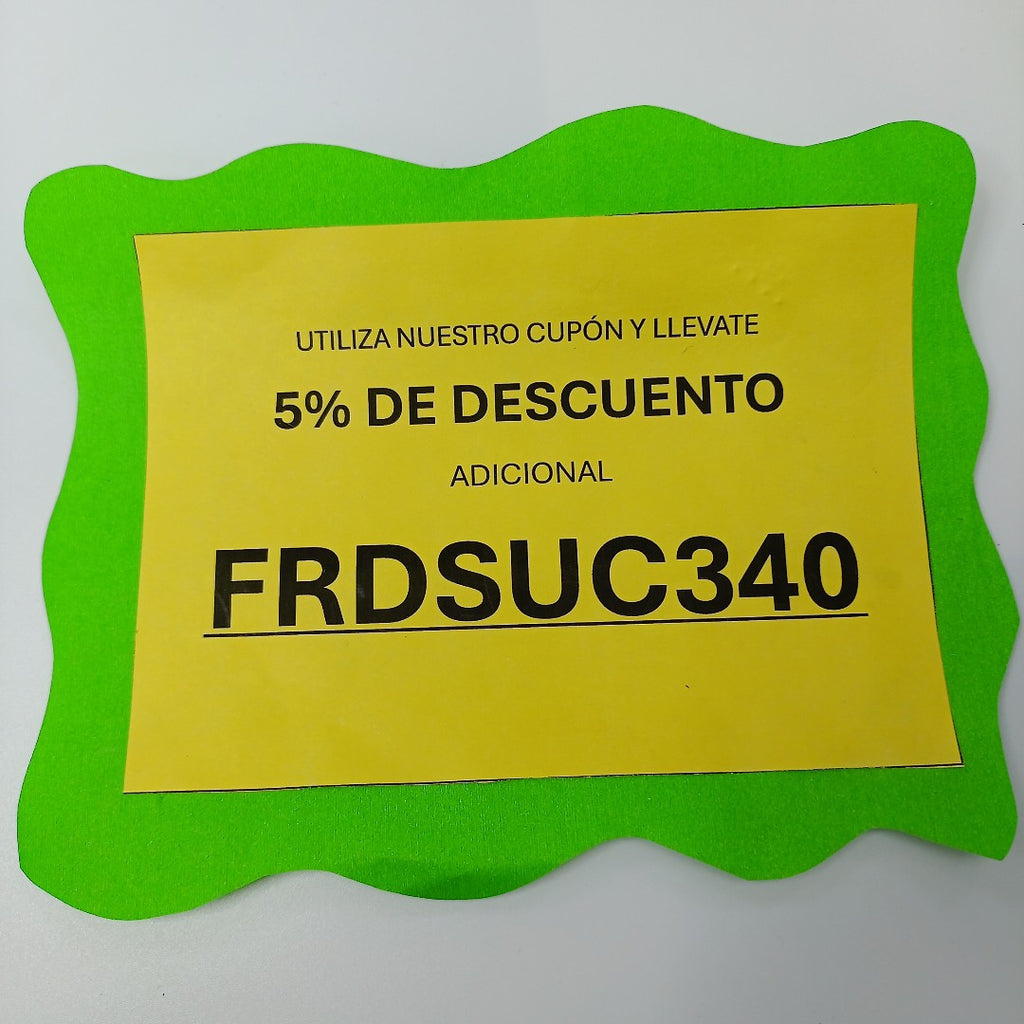 UTILIZA NUESTRO CUPÓN Y LLEVATE
5% DE DESCUENTO
ADICIONAL
FRDSUC340